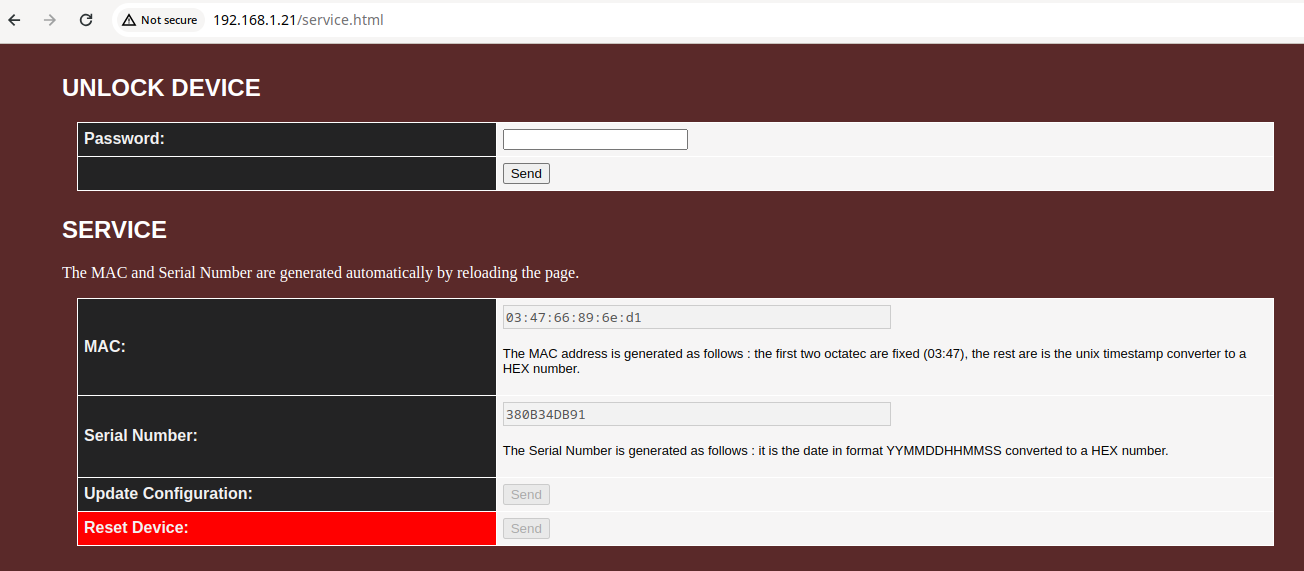 Not secure 192.168.1.21/service.html
UNLOCK DEVICE
Password:
Send
SERVICE
The MAC and Serial Number are generated automatically by reloading the page.
MAC:
03:47:66:89:6e:d1
The MAC address is generated as follows : the first two octatec are fixed (03:47), the rest are is the unix timestamp converter to a
HEX number.
Serial Number:
380B34DB91
The Serial Number is generated as follows : it is the date in format YYMMDDHHMMSS converted to a HEX number.
Update Configuration:
Send
Reset Device:
Send